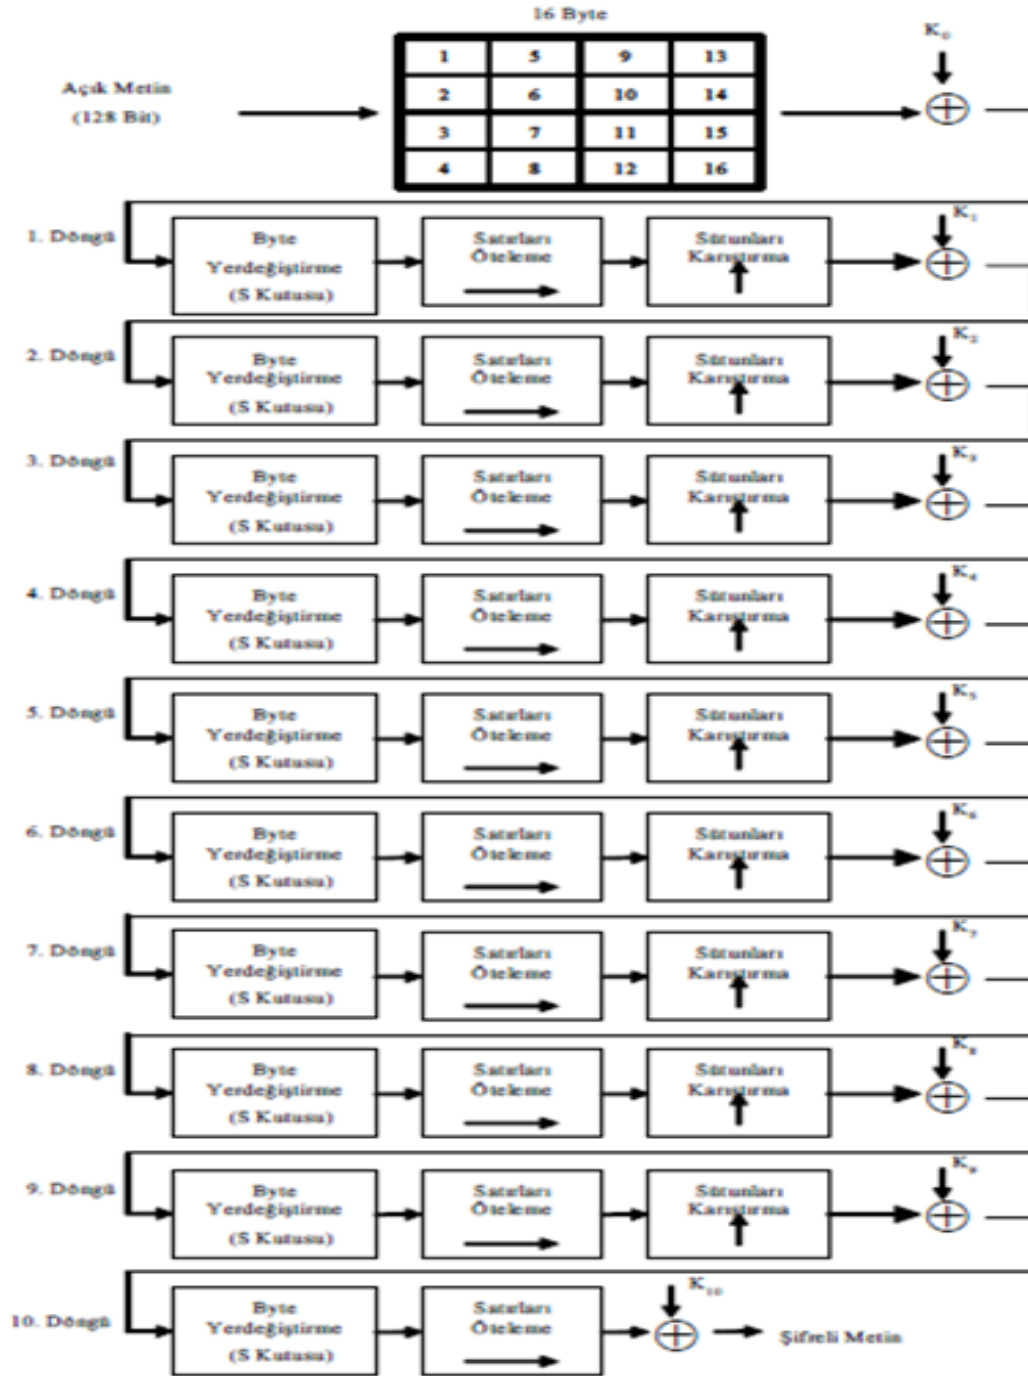 16 Byte
K0
1 5 9 13
Açık Metin
2 6 10 14
(128 Bit)
3 7 11 15
4 8 12 16
1. Döngü
Byte
Yerdeğiştirme
(S Kutusu)
Satırları
Öteleme
Sütunları
Karıştırma
K1
2. Döngü
Byte
Yerdeğiştirme
(S Kutusu)
Satırları
Öteleme
Sütunları
Karıştırma
K2
3. Döngü
Byte
Yerdeğiştirme
(S Kutusu)
Satırları
Öteleme
Sütunları
Karıştırma
K3
4. Döngü
Byte
Yerdeğiştirme
(S Kutusu)
Satırları
Öteleme
Sütunları
Karıştırma
K4
5. Döngü
Byte
Yerdeğiştirme
(S Kutusu)
Satırları
Öteleme
Sütunları
Karıştırma
K5
6. Döngü
Byte
Yerdeğiştirme
(S Kutusu)
Satırları
Öteleme
Sütunları
Karıştırma
K6
7. Döngü
Byte
Yerdeğiştirme
(S Kutusu)
Satırları
Öteleme
Sütunları
Karıştırma
K7
8. Döngü
Byte
Yerdeğiştirme
(S Kutusu)
Satırları
Öteleme
Sütunları
Karıştırma
K8
9. Döngü
Byte
Yerdeğiştirme
(S Kutusu)
Satırları
Öteleme
Sütunları
Karıştırma
K9
10. Döngü
Byte
Yerdeğiştirme
(S Kutusu)
Satırları
Öteleme
K10
Şifreli Metin